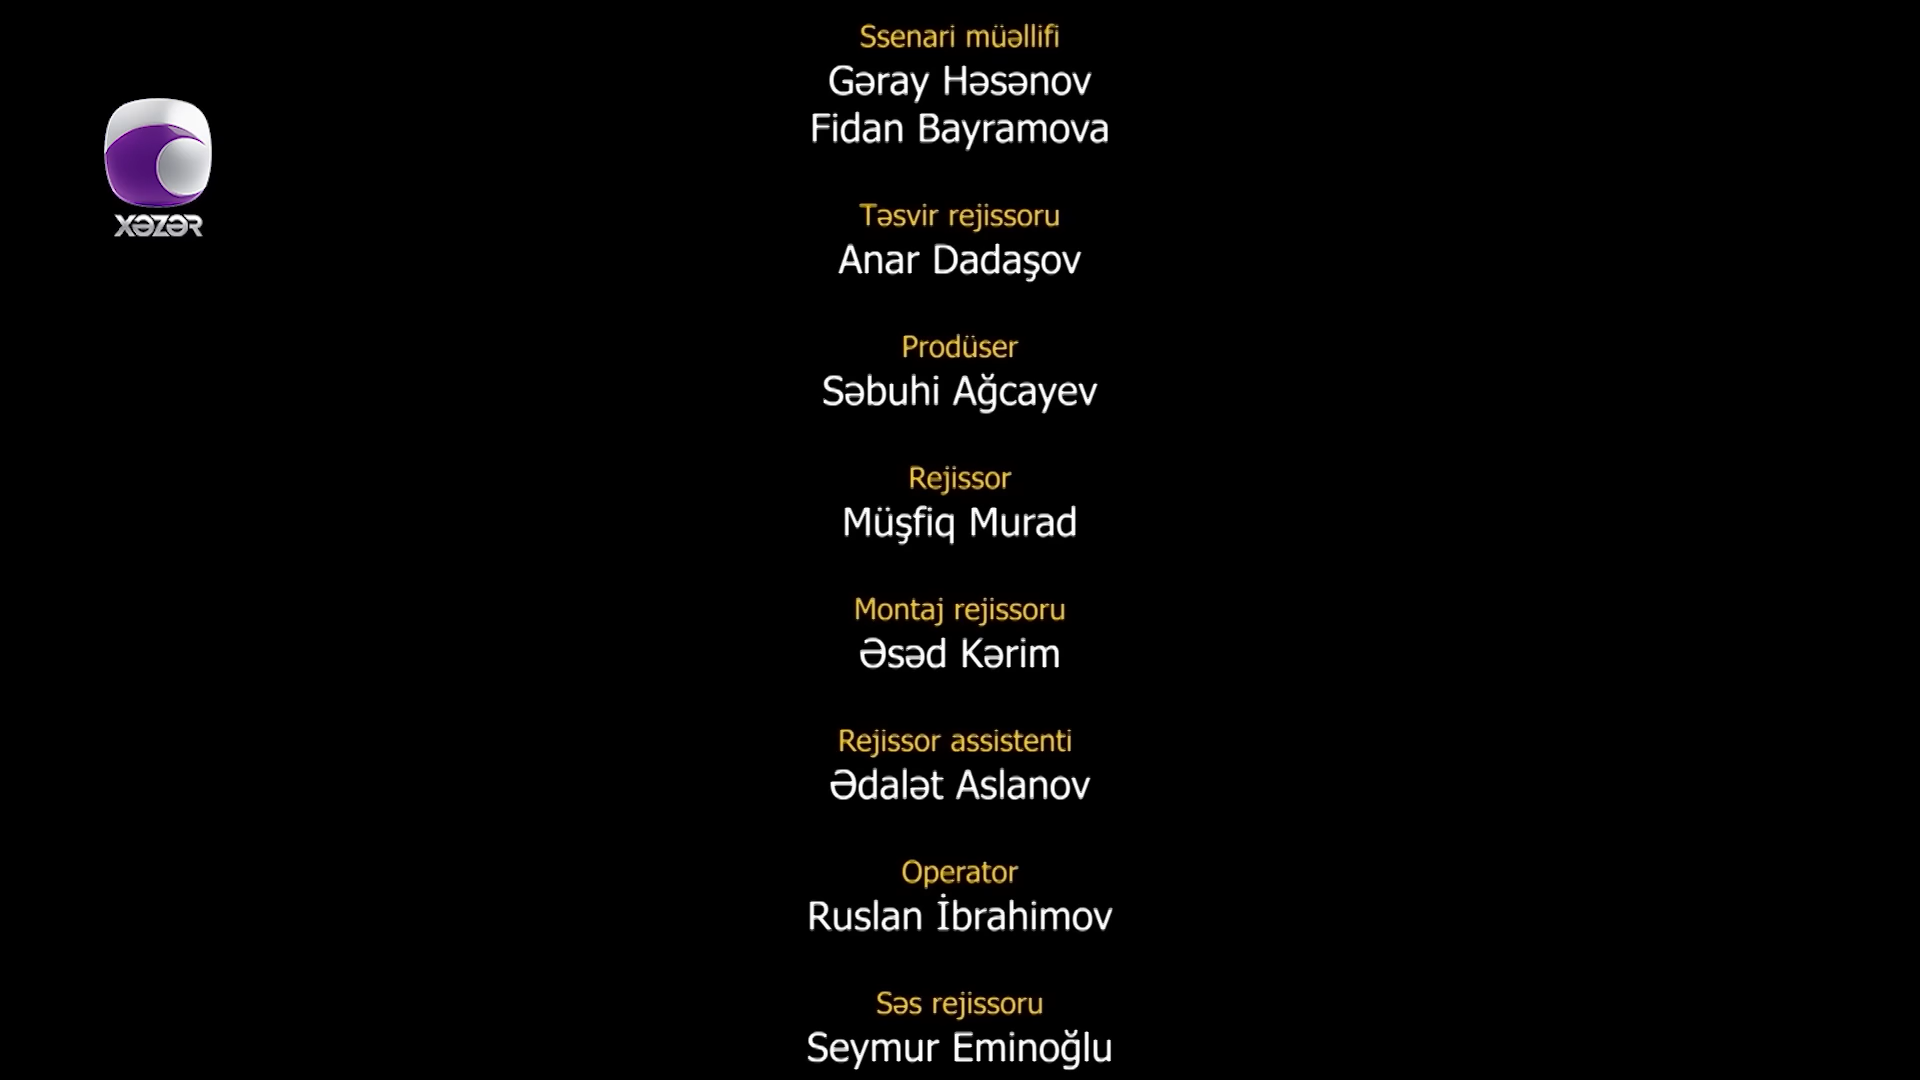 Ssenari müəllifi
Gəray Həsənov
Fidan Bayramova
XƏZƏR
Təsvir rejissoru
Anar Dadaşov
Prodüser
Səbuhi Ağcayev
Rejissor
Müşfiq Murad
Montaj rejissoru
Əsəd Kərim
Rejissor assistenti
Ədalət Aslanov
Operator
Ruslan İbrahimov
Səs rejissoru
Seymur Eminoğlu